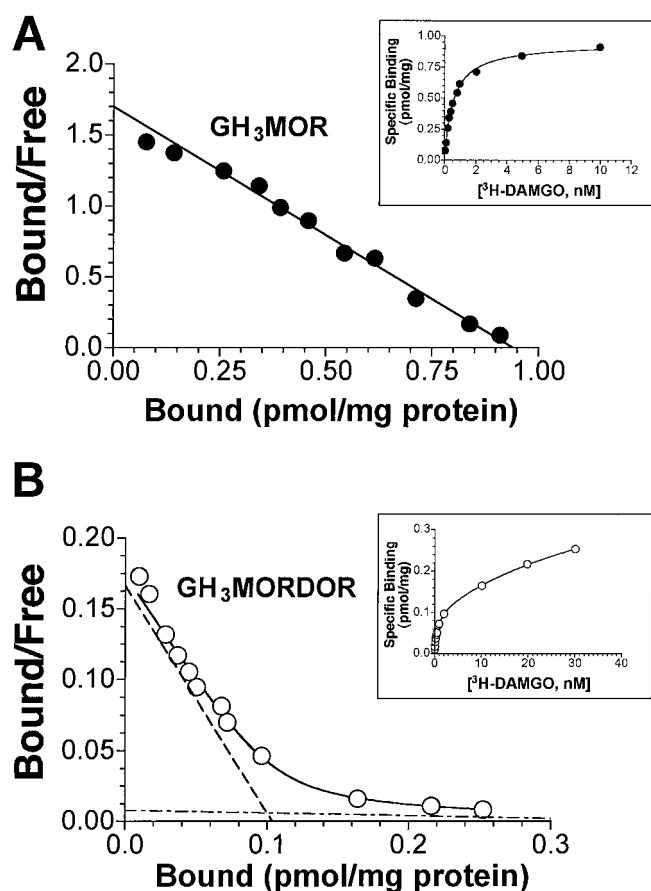 A
Bound/Free
2.0
1.5
1.0
0.5
0.0
0.00 0.25 0.50 0.75 1.00
Bound (pmol/mg protein)
GH₃MOR
Specific Binding
(pmol/mg)
1.00
0.75
0.50
0.25
0.00
0 2 4 6 8 10 12
[³H-DAMGO, nM]
B
Bound/Free
0.20
0.15
0.10
0.05
0.00
0.0 0.1 0.2 0.3
Bound (pmol/mg protein)
GH₃MORDOR
Specific Binding
(pmol/mg)
0.3
0.2
0.1
0.0
0 10 20 30 40
[³H-DAMGO, nM]